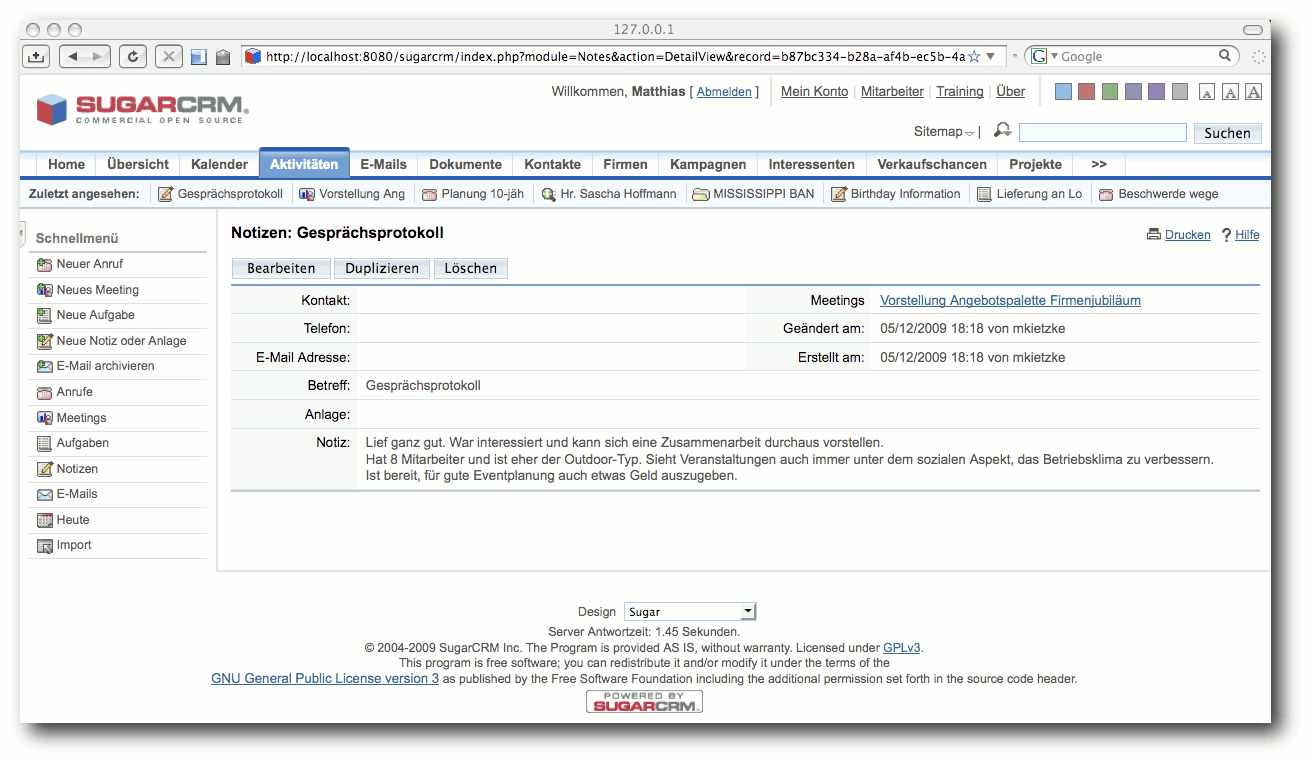 127.0.0.1
http://localhost:8080/sugarcrm/index.php?module=Notes&action=DetailView&record=b87bc334-b28a-af4b-ec5b-4a
Google
Willkommen, Matthias [ Abmelden ] Mein Konto | Mitarbeiter | Training | Über A A A
SUGARCRM®
COMMERCIAL OPEN SOURCE
Sitemap | Suchen
Home Übersicht Kalender Aktivitäten E-Mails Dokumente Kontakte Firmen Kampagnen Interessenten Verkaufschancen Projekte >>
Zuletzt angesehen: Gesprächsprotokoll Vorstellung Ang Planung 10-jäh Hr. Sascha Hoffmann MISSISSIPPI BAN Birthday Information Lieferung an Lo Beschwerde wege
Schnellmenü
Neuer Anruf
Neues Meeting
Neue Aufgabe
Neue Notiz oder Anlage
E-Mail archivieren
Anrufe
Meetings
Aufgaben
Notizen
E-Mails
Heute
Import
Notizen: Gesprächsprotokoll
Drucken ? Hilfe
Bearbeiten Duplizieren Löschen
Kontakt: Meetings Vorstellung Angebotspalette Firmenjubiläum
Telefon: Geändert am: 05/12/2009 18:18 von mkietzke
E-Mail Adresse: Erstellt am: 05/12/2009 18:18 von mkietzke
Betreff: Gesprächsprotokoll
Anlage:
Notiz: Lief ganz gut. War interessiert und kann sich eine Zusammenarbeit durchaus vorstellen.
Hat 8 Mitarbeiter und ist eher der Outdoor-Typ. Sieht Veranstaltungen auch immer unter dem sozialen Aspekt, das Betriebsklima zu verbessern.
Ist bereit, für gute Eventplanung auch etwas Geld auszugeben.
Design Sugar
Server Antwortzeit: 1.45 Sekunden.
© 2004-2009 SugarCRM Inc. The Program is provided AS IS, without warranty. Licensed under GPLv3.
This program is free software; you can redistribute it and/or modify it under the terms of the
GNU General Public License version 3 as published by the Free Software Foundation including the additional permission set forth in the source code header.
POWERED BY
SUGARCRM.